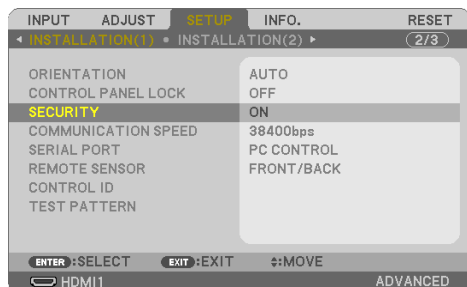 INPUT ADJUST SETUP INFO. RESET
◀ INSTALLATION(1) • INSTALLATION(2) ▶ 2/3
ORIENTATION AUTO
CONTROL PANEL LOCK OFF
SECURITY ON
COMMUNICATION SPEED 38400bps
SERIAL PORT PC CONTROL
REMOTE SENSOR FRONT/BACK
CONTROL ID
TEST PATTERN
ENTER :SELECT EXIT :EXIT ⬍:MOVE
HDMI1 ADVANCED